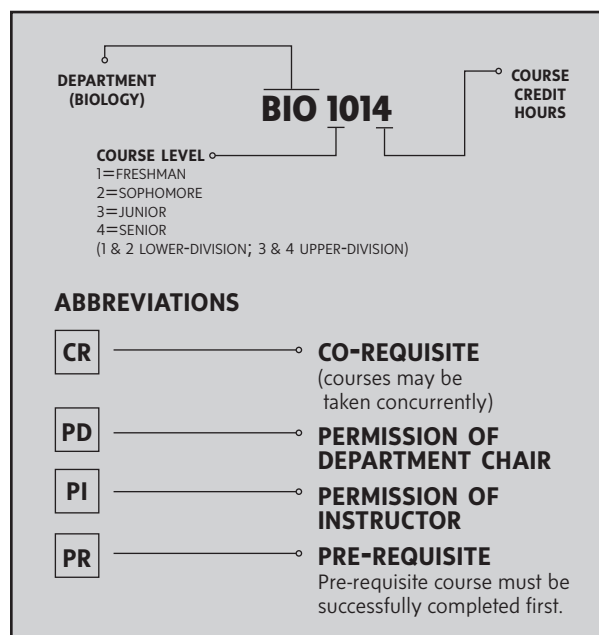 DEPARTMENT
(BIOLOGY)
BIO 1014
COURSE
CREDIT
HOURS
COURSE LEVEL
1=FRESHMAN
2=SOPHOMORE
3=JUNIOR
4=SENIOR
(1 & 2 LOWER-DIVISION; 3 & 4 UPPER-DIVISION)
ABBREVIATIONS
CR
CO-REQUISITE
(courses may be
taken concurrently)
PD
PERMISSION OF
DEPARTMENT CHAIR
PI
PERMISSION OF
INSTRUCTOR
PR
PRE-REQUISITE
Pre-requisite course must be
successfully completed first.